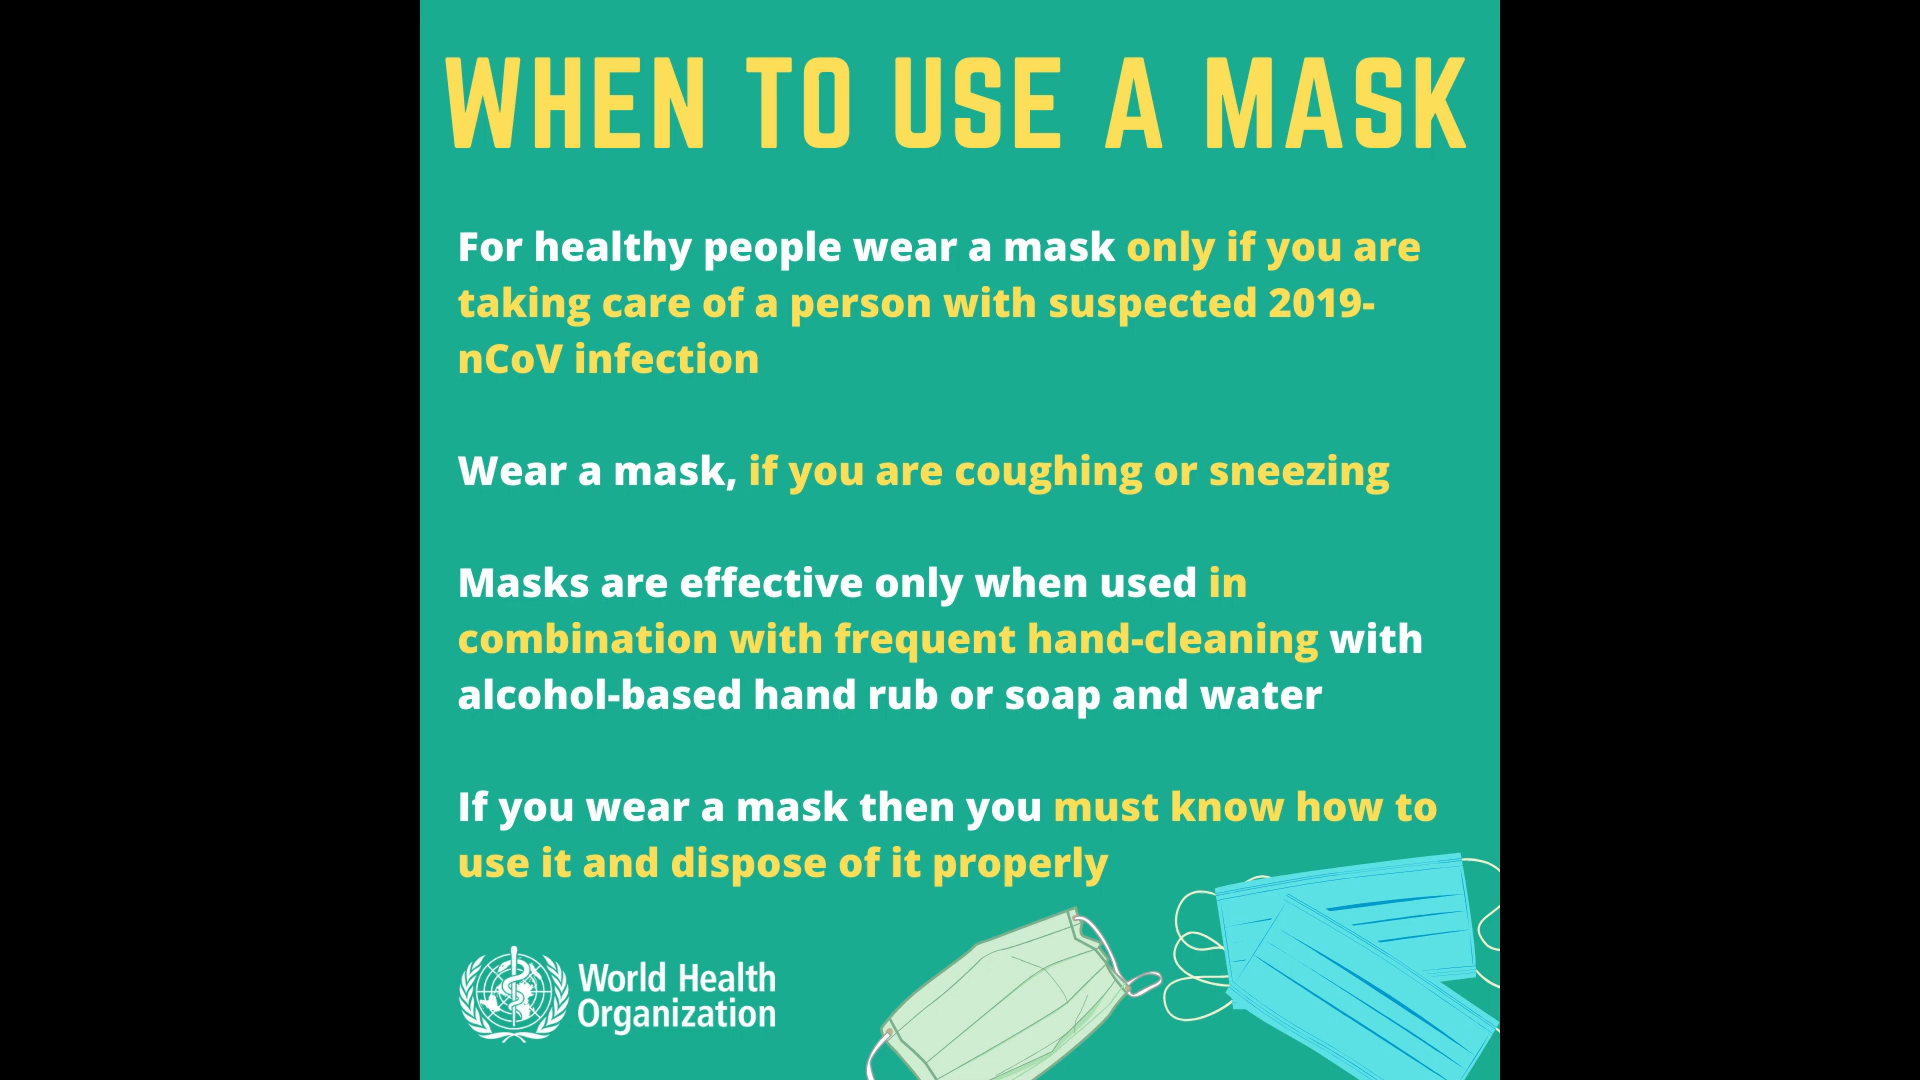 WHEN TO USE A MASK
For healthy people wear a mask only if you are
taking care of a person with suspected 2019-
nCoV infection
Wear a mask, if you are coughing or sneezing
Masks are effective only when used in
combination with frequent hand-cleaning with
alcohol-based hand rub or soap and water
If you wear a mask then you must know how to
use it and dispose of it properly
World Health
Organization